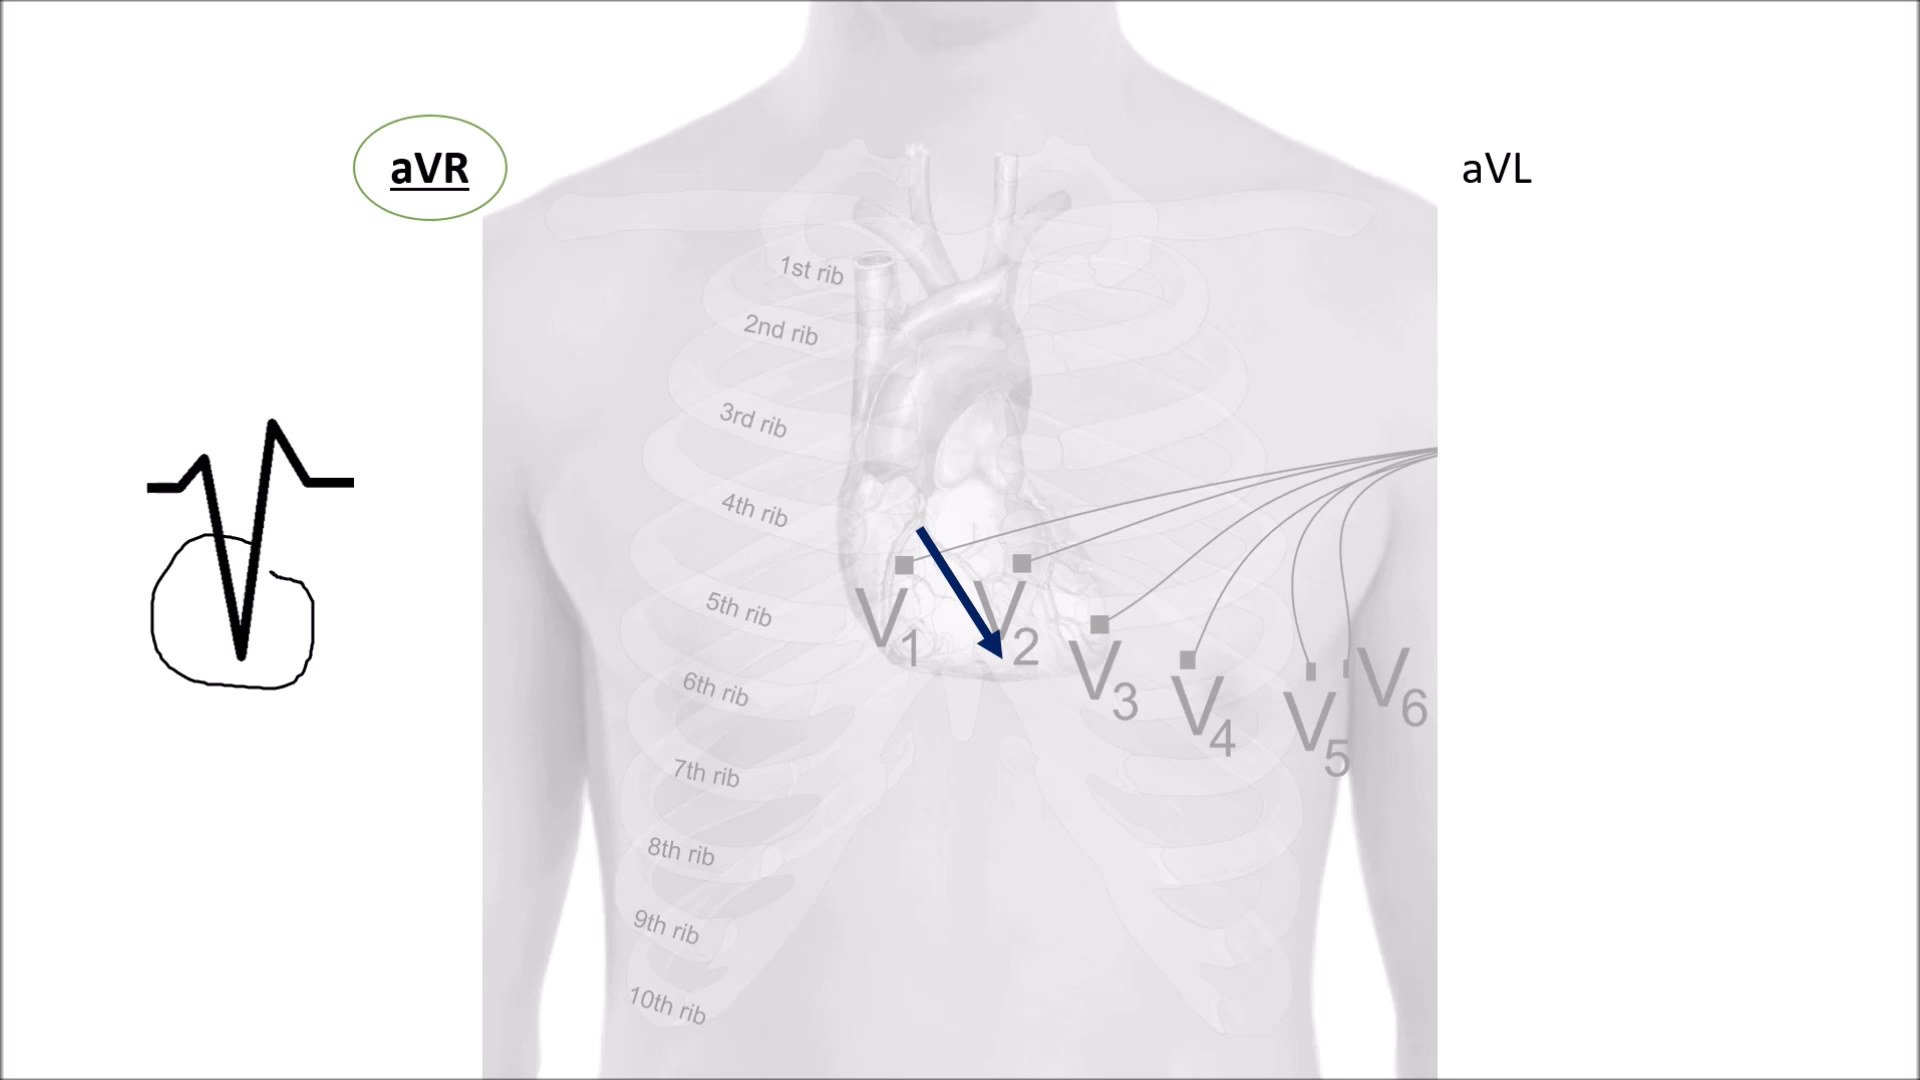 aVR
aVL
1st rib
2nd rib
3rd rib
4th rib
5th rib
6th rib
7th rib
8th rib
9th rib
10th rib
V1
V2
V3
V4
V5
V6